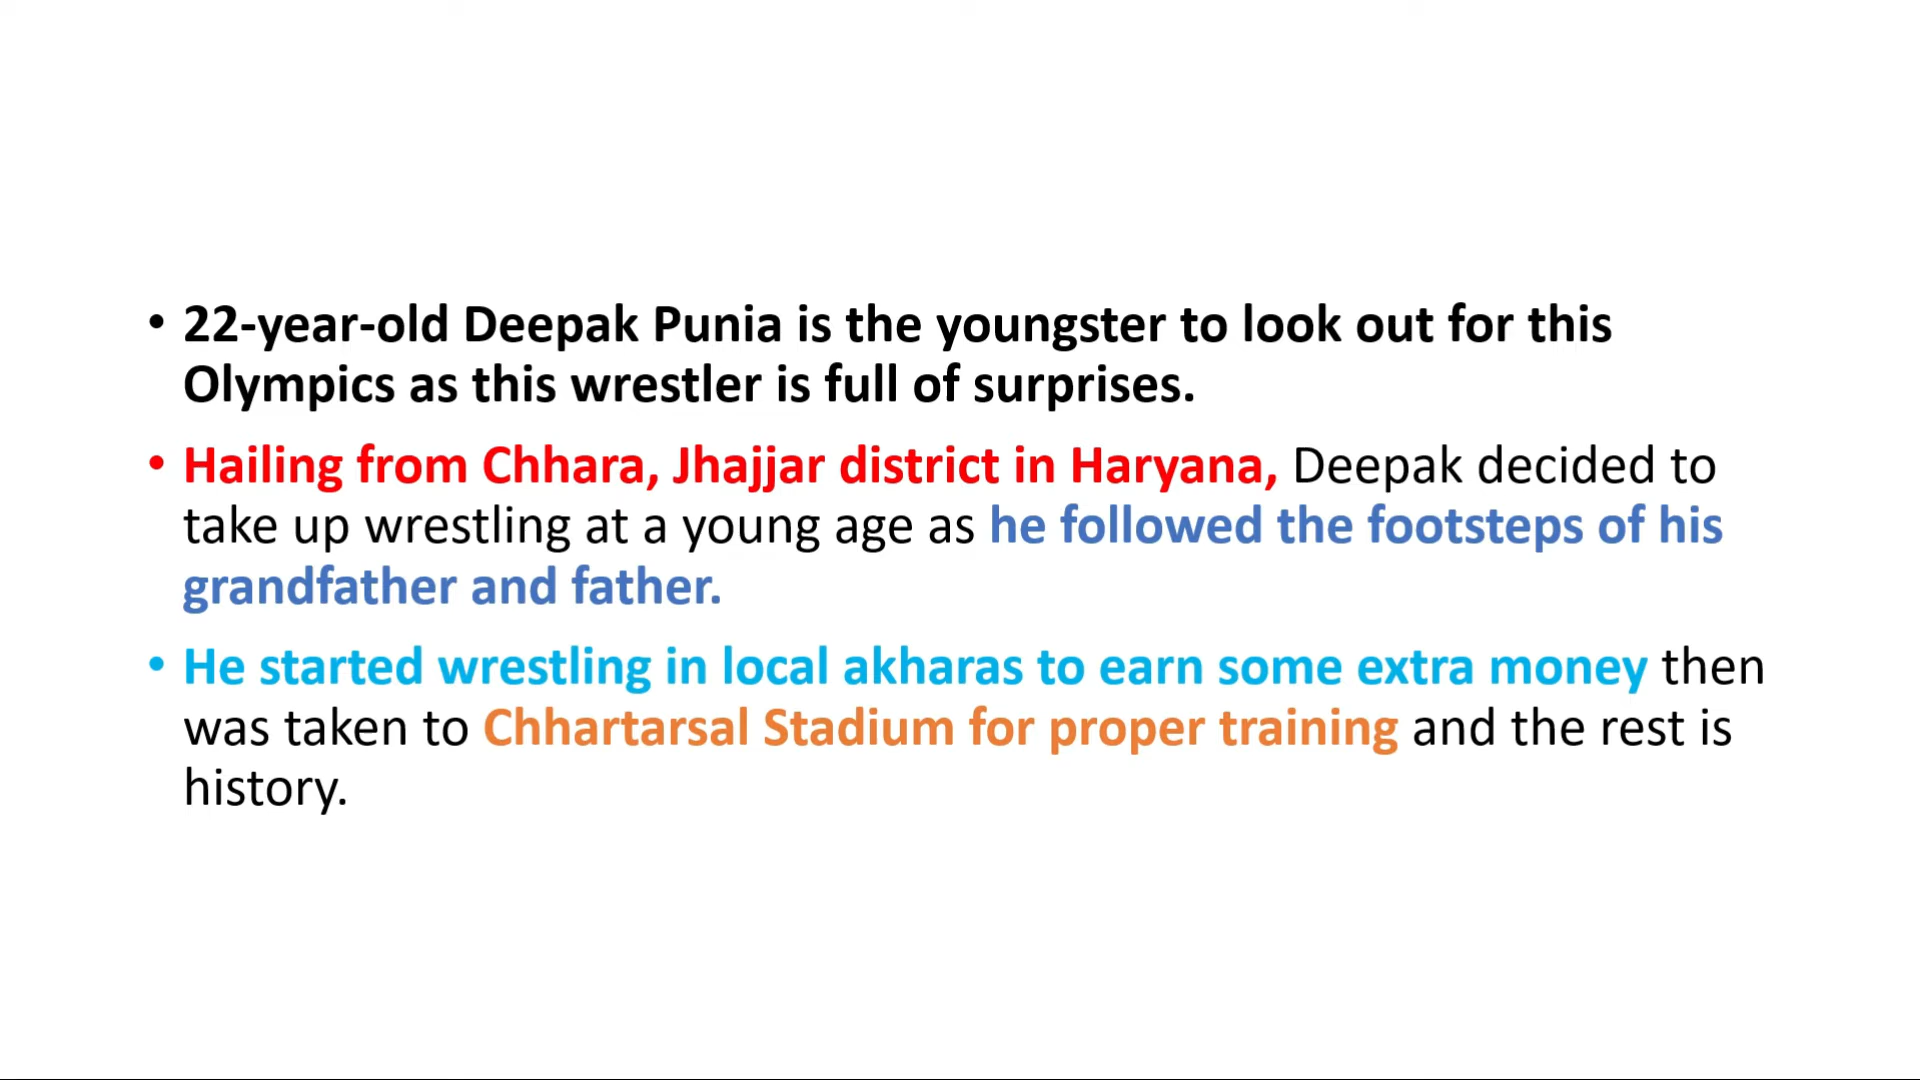 • 22-year-old Deepak Punia is the youngster to look out for this
Olympics as this wrestler is full of surprises.
• Hailing from Chhara, Jhajjar district in Haryana, Deepak decided to
take up wrestling at a young age as he followed the footsteps of his
grandfather and father.
• He started wrestling in local akharas to earn some extra money then
was taken to Chhartarsal Stadium for proper training and the rest is
history.